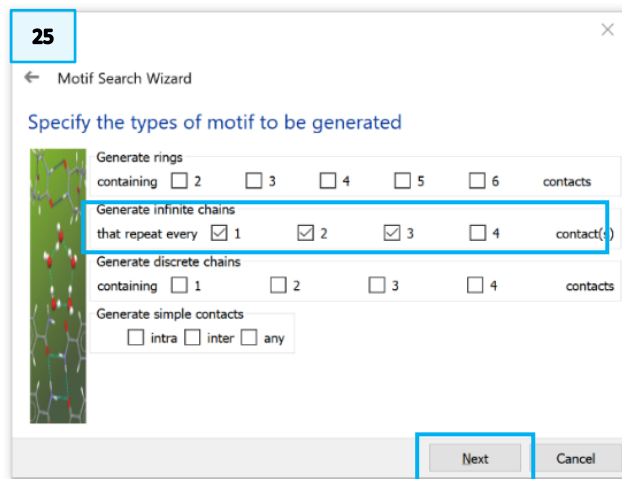 25
Motif Search Wizard
Specify the types of motif to be generated
Generate rings
containing 2 3 4 5 6 contacts
Generate infinite chains
that repeat every 1 2 3 4 contact(s)
Generate discrete chains
containing 1 2 3 4 contacts
Generate simple contacts
intra inter any
Next Cancel